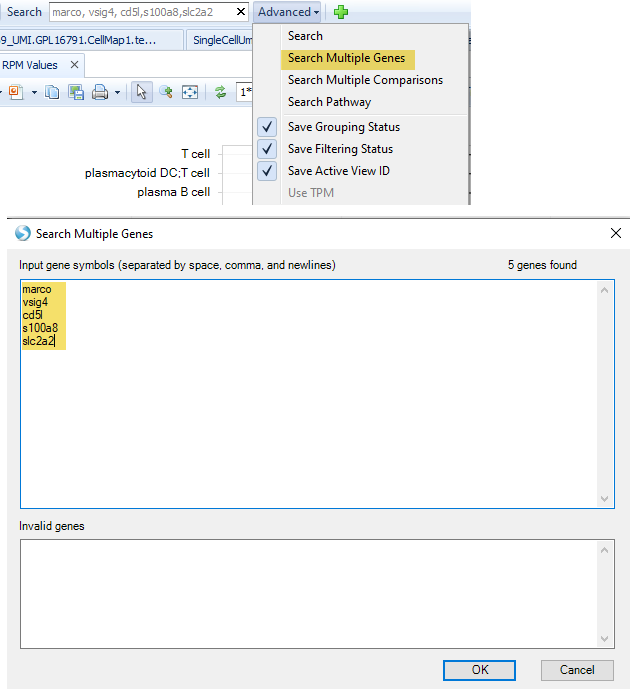 Search marco, vsig4, cd5l,s100a8,slc2a2 Advanced
Search
9_UMI.GPL16791.CellMap1.te... SingleCellUm
Search Multiple Genes
RPM Values
Search Multiple Comparisons
1*
Search Pathway
Save Grouping Status
T cell
Save Filtering Status
plasmacytoid DC;T cell
Save Active View ID
plasma B cell
Use TPM
Search Multiple Genes
Input gene symbols (separated by space, comma, and newlines) 5 genes found
marco
vsig4
cd5l
s100a8
slc2a2
Invalid genes
OK Cancel